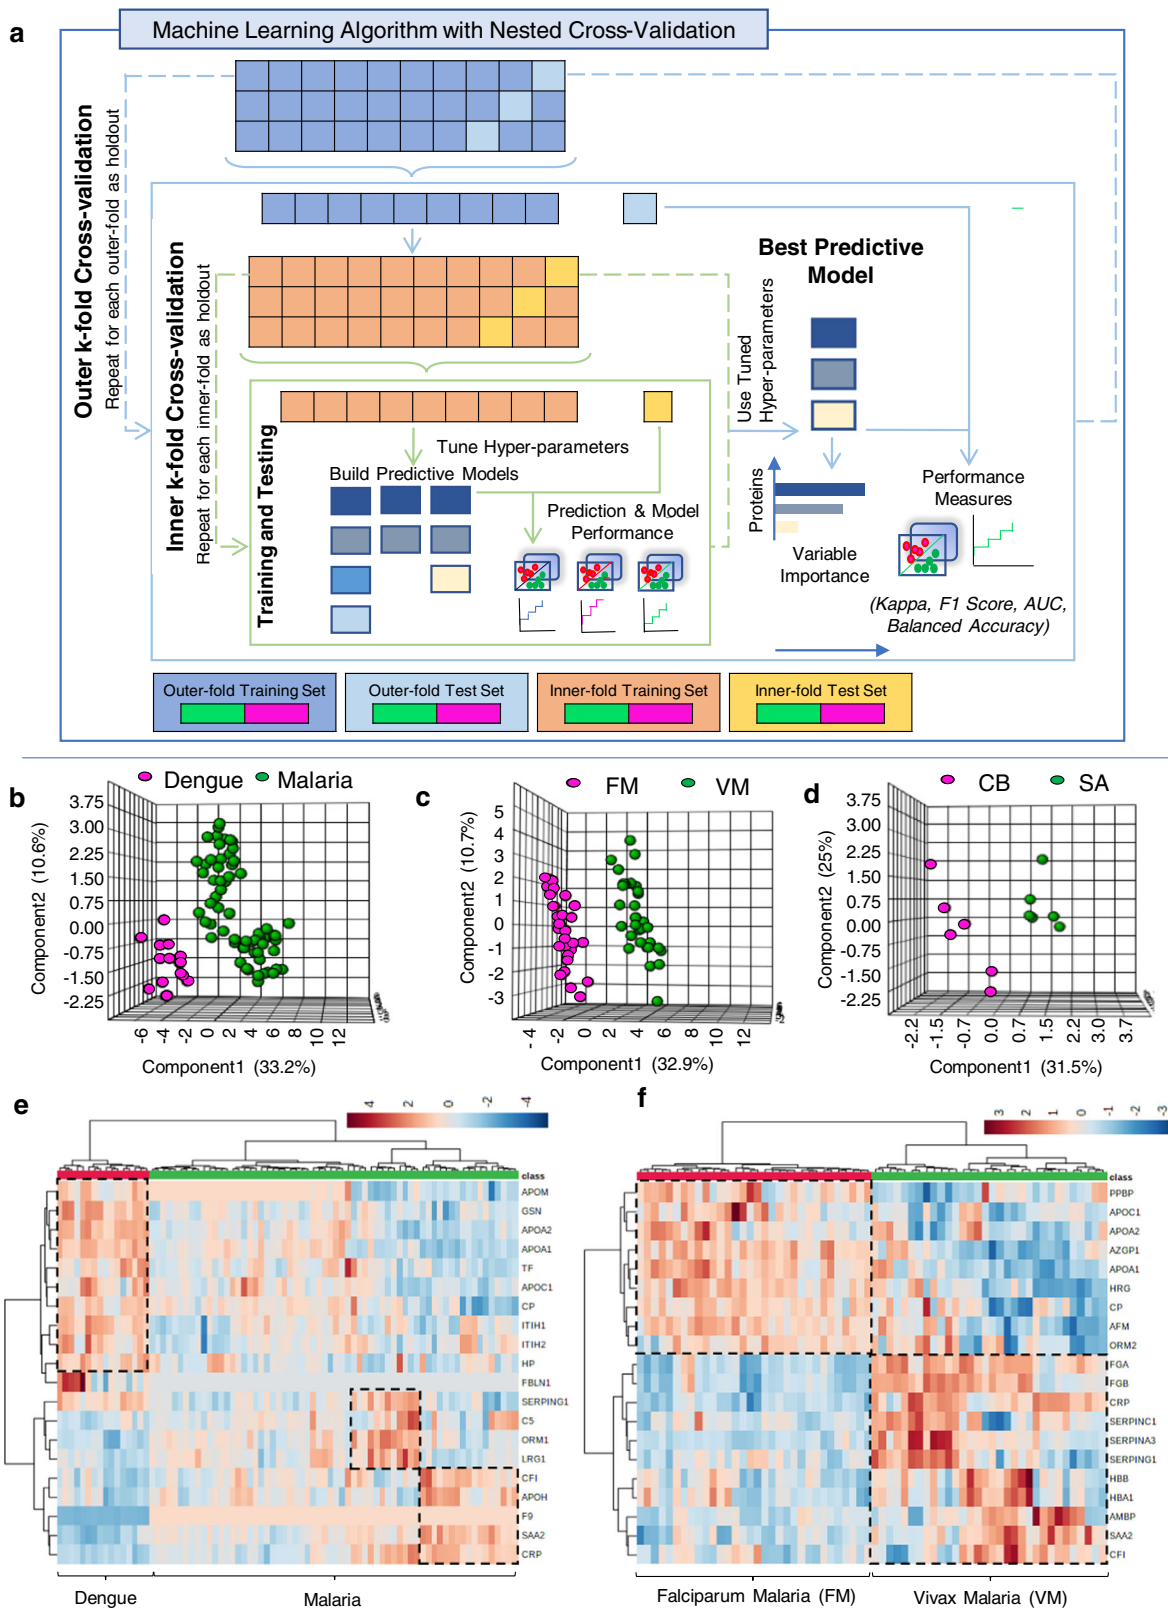 a
Machine Learning Algorithm with Nested Cross-Validation
Outer k-fold Cross-validation
Repeat for each outer-fold as holdout
Inner k-fold Cross-validation
Repeat for each inner-fold as holdout
Training and Testing
Tune Hyper-parameters
Build Predictive Models
Prediction & Model
Performance
Use Tuned
Hyper-parameters
Best Predictive
Model
Proteins
Variable
Importance
Performance
Measures
(Kappa, F1 Score, AUC,
Balanced Accuracy)
Outer-fold Training Set
Outer-fold Test Set
Inner-fold Training Set
Inner-fold Test Set
b
Dengue
Malaria
Component2 (10.6%)
3.75
3.00
2.25
1.50
0.75
0.00
-0.75
-1.50
-2.25
-6 -4 -2 0 2 4 6 8 10 12
Component1 (33.2%)
c
FM
VM
Component2 (10.7%)
5
4
3
2
1
0
-1
-2
-3
-4 -2 0 2 4 6 8 10 12
Component1 (32.9%)
d
CB
SA
Component2 (25%)
3.75
3.00
2.25
1.50
0.75
0.00
-0.75
-1.50
-2.25
-2.2 -1.5 -0.7 0.0 0.7 1.5 2.2 3.0 3.7
Component1 (31.5%)
e
4 2 0 -2 -4
class
APOM
GSN
APOA2
APOA1
TF
APOC1
CP
ITIH1
ITIH2
HP
FBLN1
SERPING1
C5
ORM1
LRG1
CFI
APOH
F9
SAA2
CRP
Dengue
Malaria
f
3 2 1 0 -1 -2 -3
class
PPBP
APOC1
APOA2
AZGP1
APOA1
HRG
CP
AFM
ORM2
FGA
FGB
CRP
SERPINC1
SERPINA3
SERPING1
HBB
HBA1
AMBP
SAA2
CFI
Falciparum Malaria (FM)
Vivax Malaria (VM)